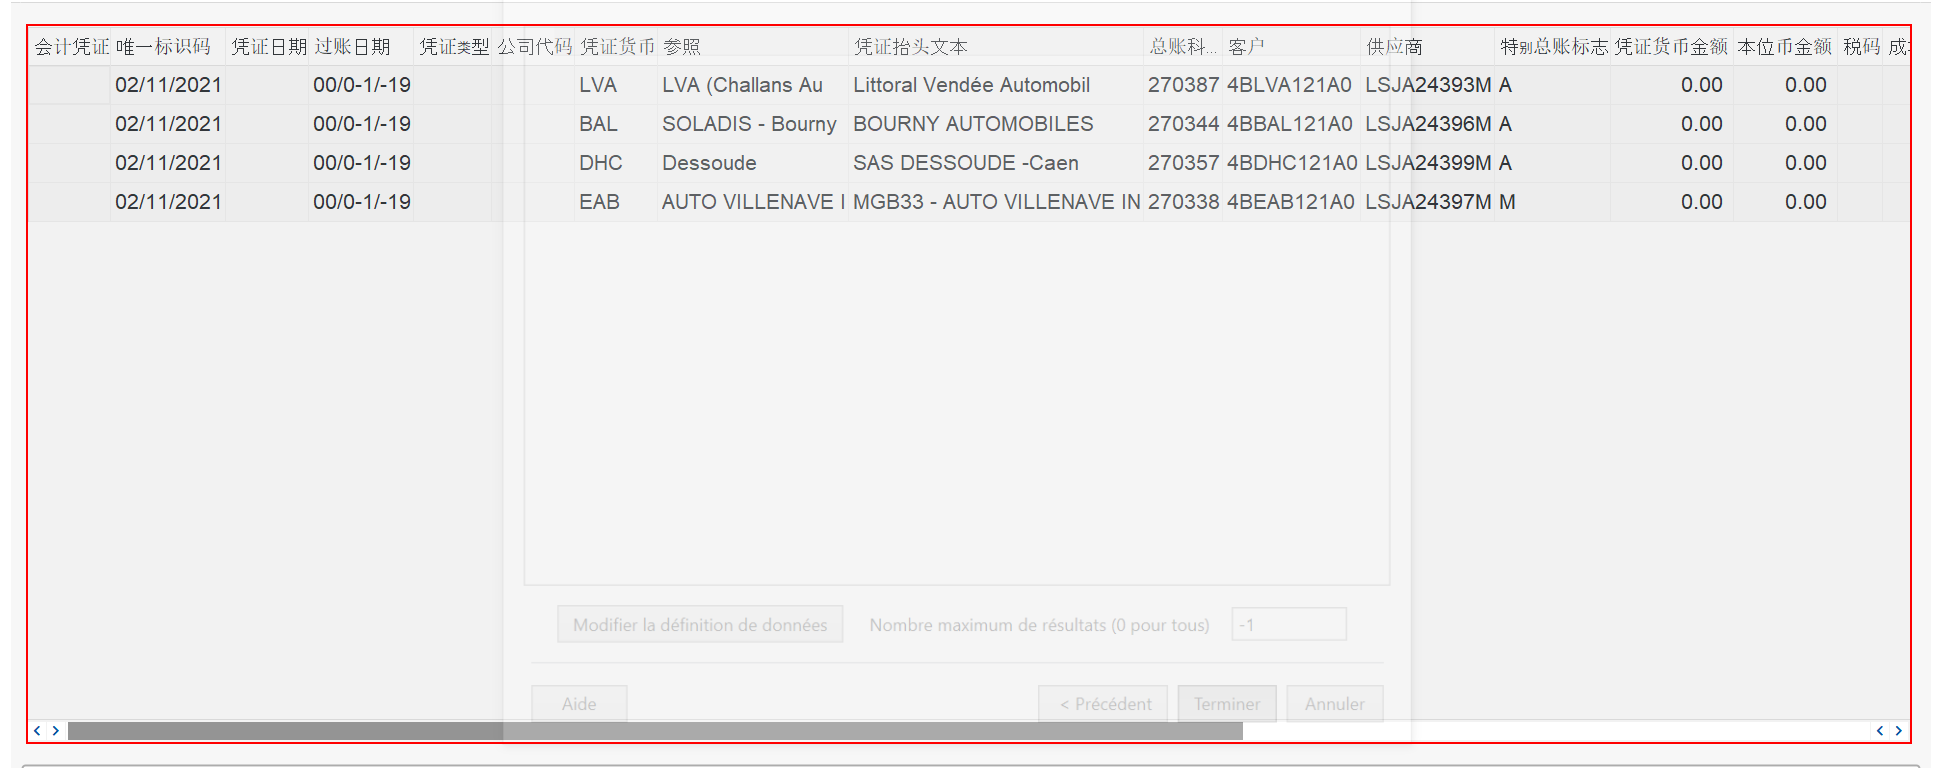 会计凭证 唯一标识码 凭证日期 过账日期 凭证类型 公司代码 凭证货币 参照 凭证抬头文本 总账科... 客户 供应商 特别总账标志 凭证货币金额 本位币金额 税码
02/11/2021 00/0-1/-19 LVA LVA (Challans Au Littoral Vendée Automobil 270387 4BLVA121A0 LSJA24393M A 0.00 0.00
02/11/2021 00/0-1/-19 BAL SOLADIS - Bourny BOURNY AUTOMOBILES 270344 4BBAL121A0 LSJA24396M A 0.00 0.00
02/11/2021 00/0-1/-19 DHC Dessoude SAS DESSOUDE -Caen 270357 4BDHC121A0 LSJA24399M A 0.00 0.00
02/11/2021 00/0-1/-19 EAB AUTO VILLENAVE I MGB33 - AUTO VILLENAVE IN 270338 4BEAB121A0 LSJA24397M M 0.00 0.00
Modifier la définition de données Nombre maximum de résultats (0 pour tous) -1
Aide < Précédent Terminer Annuler